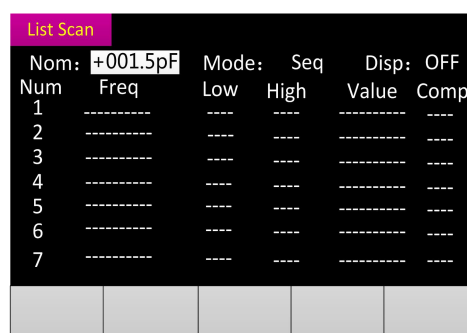 List Scan
Nom: +001.5pF Mode: Seq Disp: OFF
Num Freq Low High Value Comp
1 ---------- ---- ---- ---------- ----
2 ---------- ---- ---- ---------- ----
3 ---------- ---- ---- ---------- ----
4 ---------- ---- ---- ---------- ----
5 ---------- ---- ---- ---------- ----
6 ---------- ---- ---- ---------- ----
7 ---------- ---- ---- ---------- ----